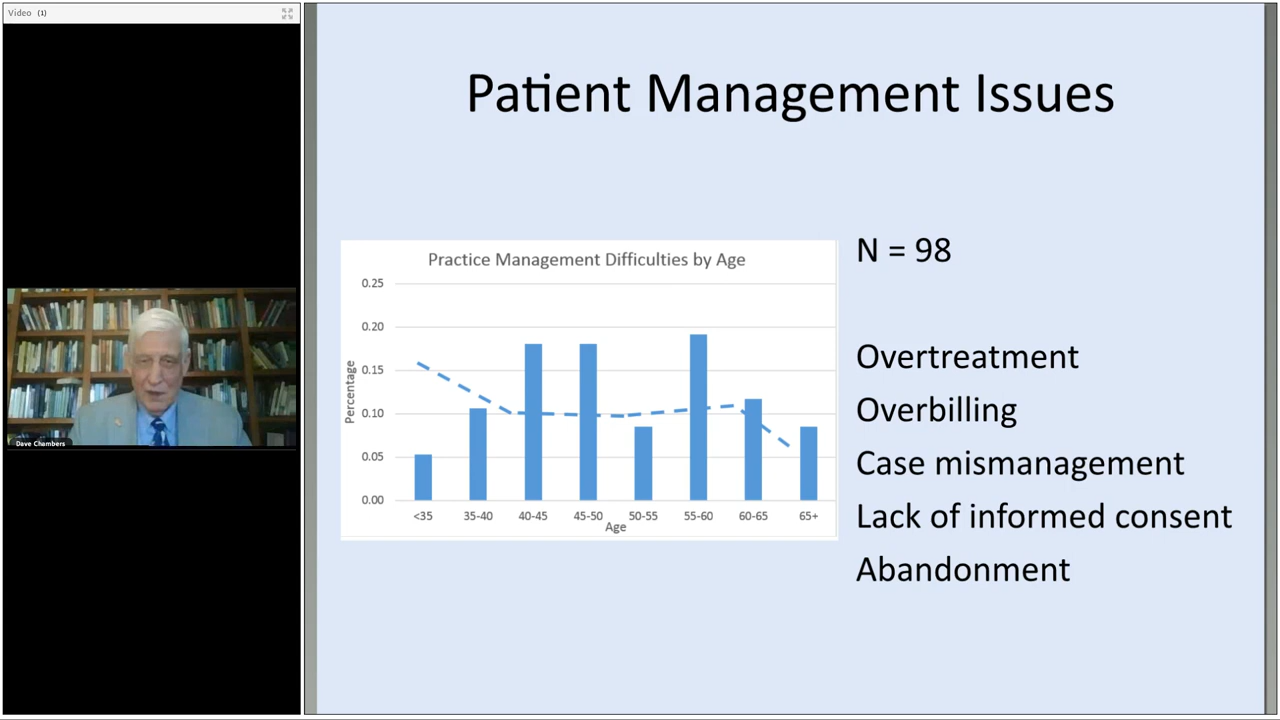 Video (1)
Dave Chambers
Patient Management Issues
Practice Management Difficulties by Age
Percentage
0.25
0.20
0.15
0.10
0.05
0.00
<35 35-40 40-45 45-50 50-55 55-60 60-65 65+
Age
N = 98
Overtreatment
Overbilling
Case mismanagement
Lack of informed consent
Abandonment